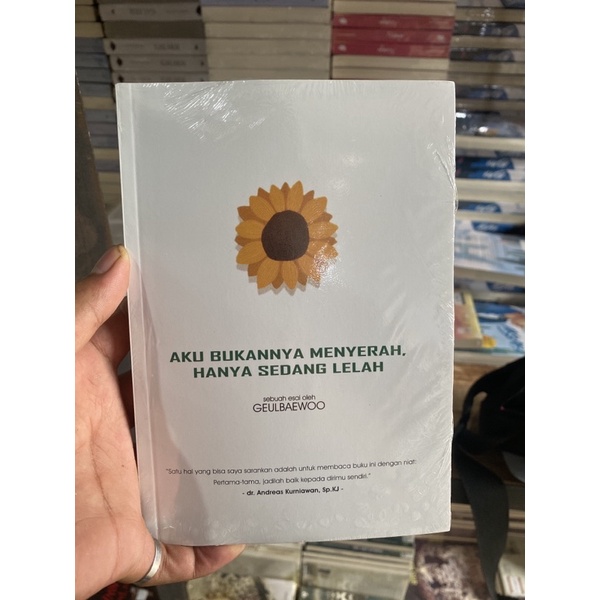 AKU BUKANNYA MENYERAH,
HANYA SEDANG LELAH
sebuah esai oleh
GEULBAEWOO
"Satu hal yang bisa saya sarankan adalah untuk membaca buku ini dengan niat:
Pertama-tama, jadilah baik kepada dirimu sendiri."
- dr. Andreas Kurniawan, Sp.KJ -